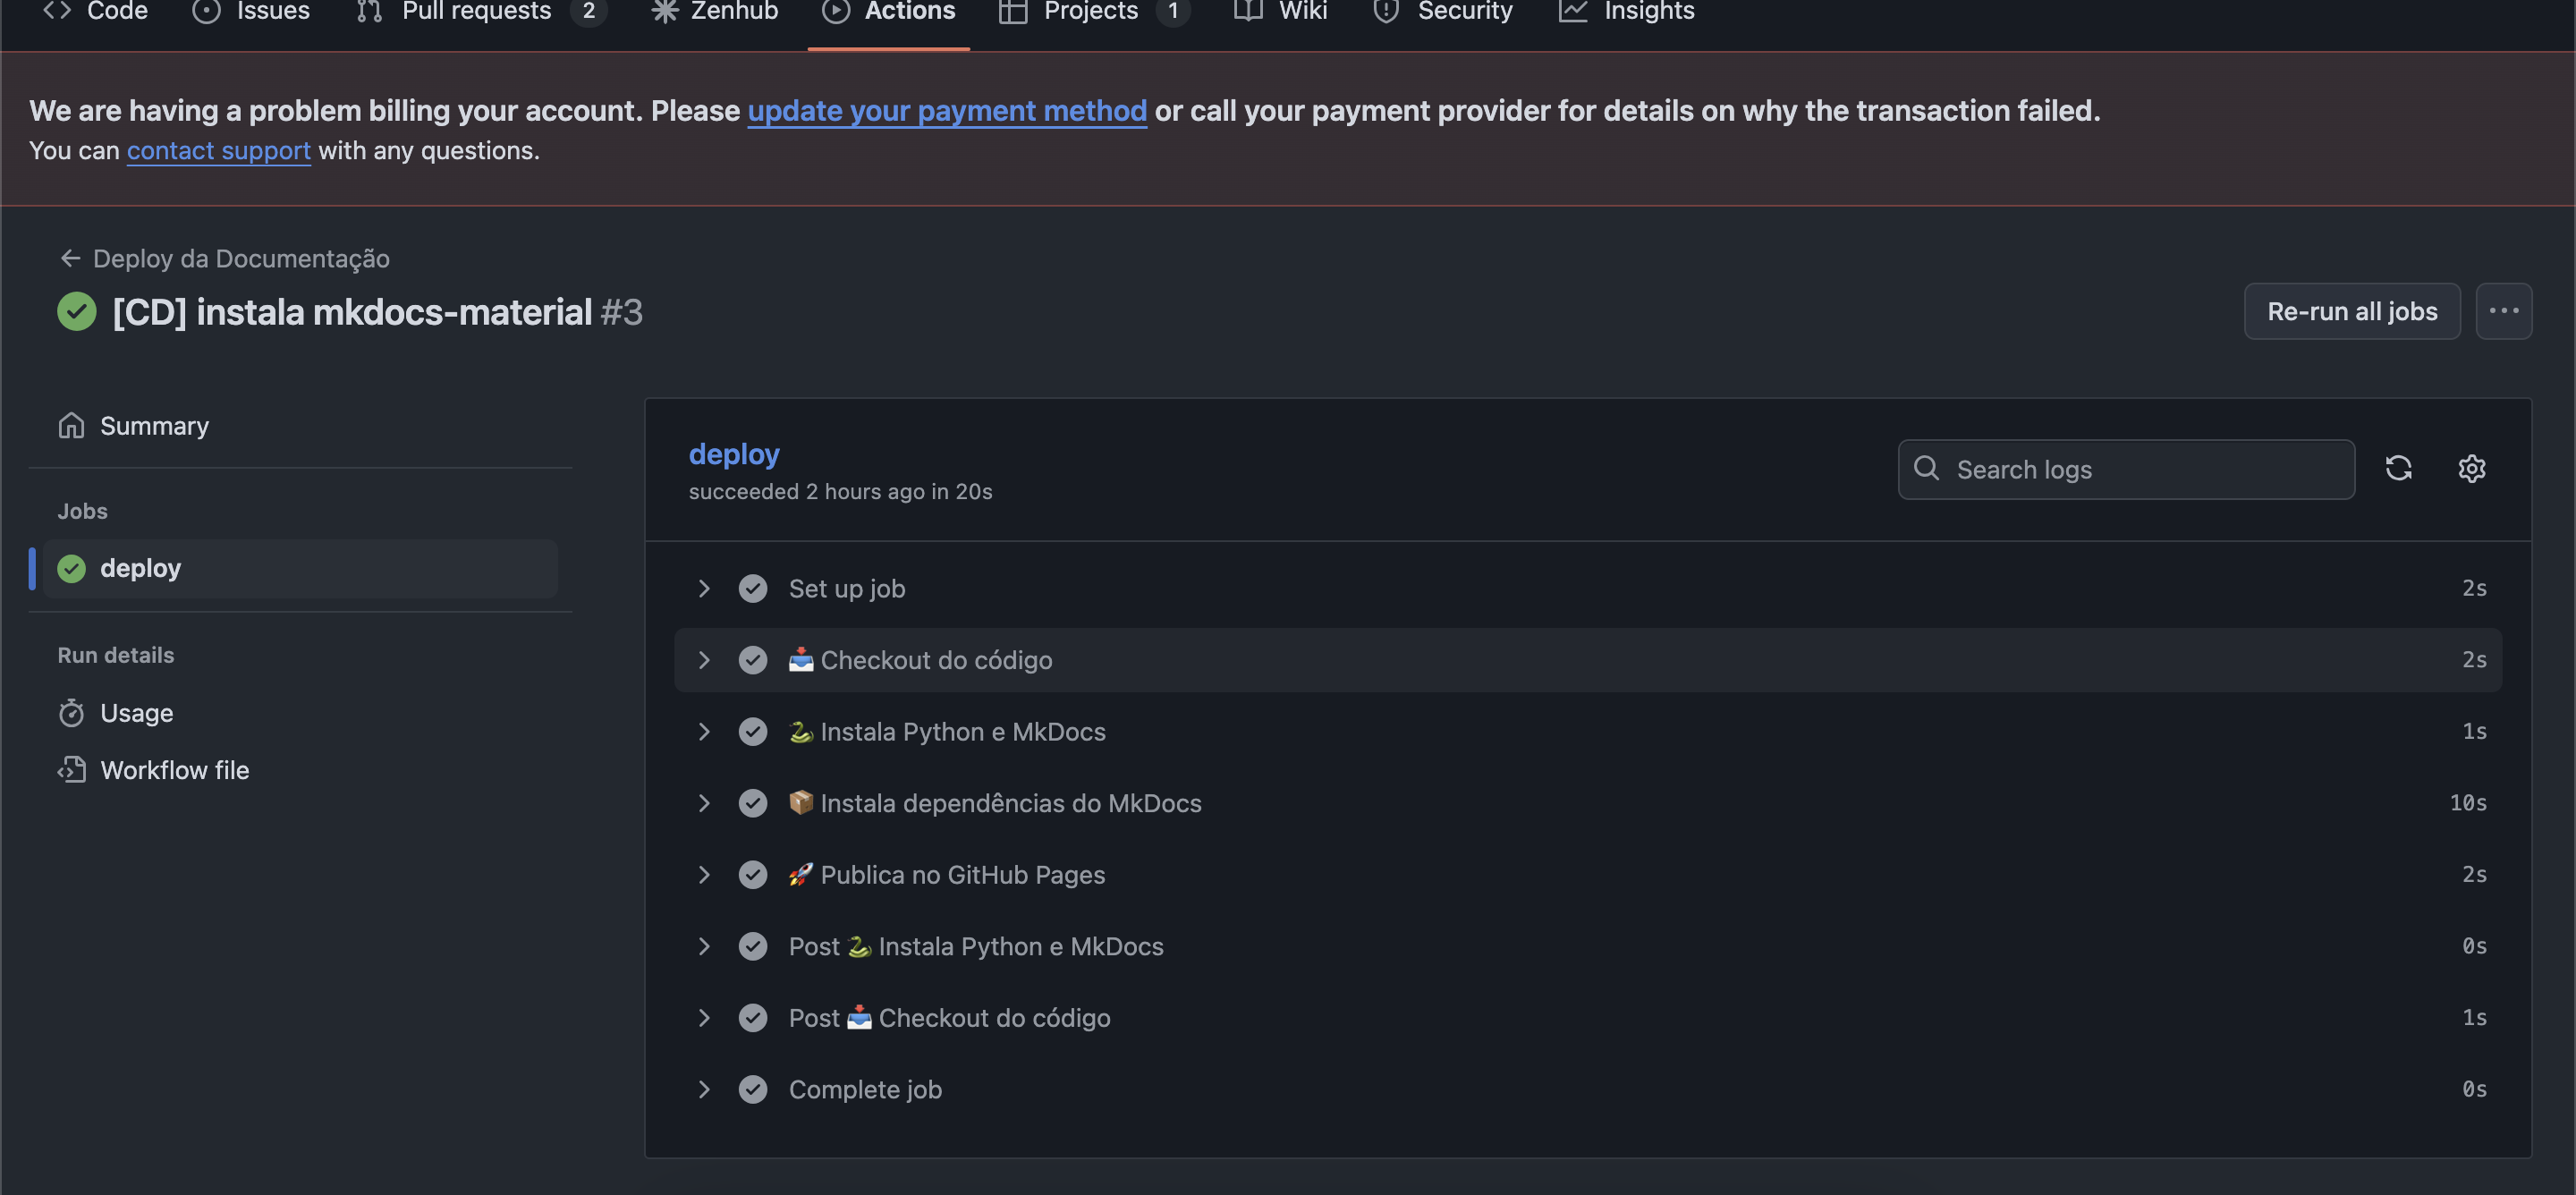 Code Issues Pull requests 2 Zenhub Actions Projects 1 Wiki Security Insights
We are having a problem billing your account. Please update your payment method or call your payment provider for details on why the transaction failed.
You can contact support with any questions.
Deploy da Documentação
[CD] instala mkdocs-material #3
Re-run all jobs
Summary
Jobs
deploy
Run details
Usage
Workflow file
deploy
succeeded 2 hours ago in 20s
Search logs
Set up job 2s
📥 Checkout do código 2s
🐍 Instala Python e MkDocs 1s
📦 Instala dependências do MkDocs 10s
🚀 Publica no GitHub Pages 2s
Post 🐍 Instala Python e MkDocs 0s
Post 📥 Checkout do código 1s
Complete job 0s